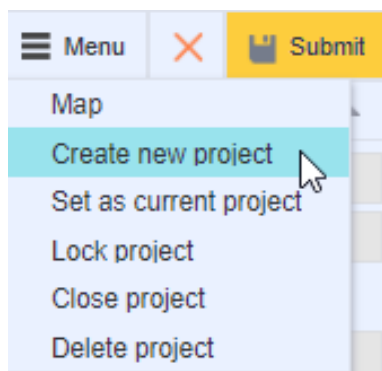 Menu Submit
Map
Create new project
Set as current project
Lock project
Close project
Delete project